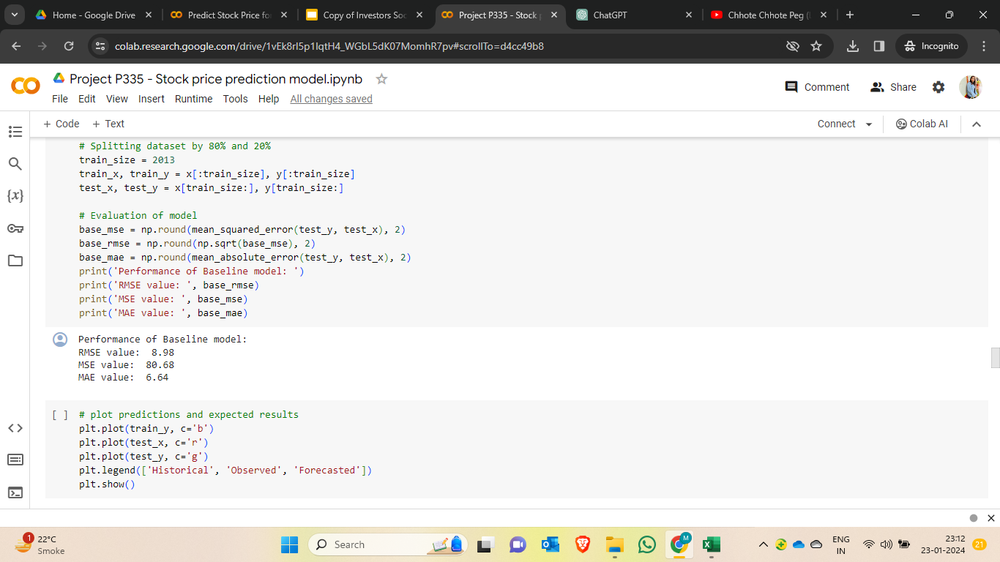 Home - Google Drive
Predict Stock Price fo
Copy of Investors Soc
Project P335 - Stock p
ChatGPT
Chhote Chhote Peg (
colab.research.google.com/drive/1vEk8rI5p1lqtH4_WGbL5dK07MomhR7pv#scrollTo=d4cc49b8
Incognito
Project P335 - Stock price prediction model.ipynb
File Edit View Insert Runtime Tools Help All changes saved
Comment
Share
+ Code + Text
Connect
Colab AI
# Splitting dataset by 80% and 20%
train_size = 2013
train_x, train_y = x[:train_size], y[:train_size]
test_x, test_y = x[train_size:], y[train_size:]
# Evaluation of model
base_mse = np.round(mean_squared_error(test_y, test_x), 2)
base_rmse = np.round(np.sqrt(base_mse), 2)
base_mae = np.round(mean_absolute_error(test_y, test_x), 2)
print('Performance of Baseline model: ')
print('RMSE value: ', base_rmse)
print('MSE value: ', base_mse)
print('MAE value: ', base_mae)
Performance of Baseline model:
RMSE value:  8.98
MSE value:  80.68
MAE value:  6.64
[ ] # plot predictions and expected results
plt.plot(train_y, c='b')
plt.plot(test_x, c='r')
plt.plot(test_y, c='g')
plt.legend(['Historical', 'Observed', 'Forecasted'])
plt.show()
{x}
1
22°C
Smoke
Search
M
ENG
IN
23:12
23-01-2024
21